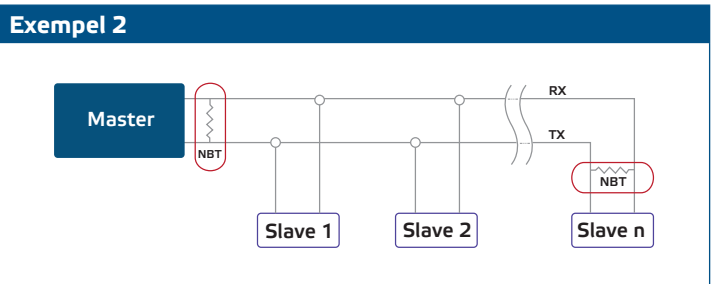 Exempel 2
RX
Master
TX
NBT
NBT
Slave 1
Slave 2
Slave n